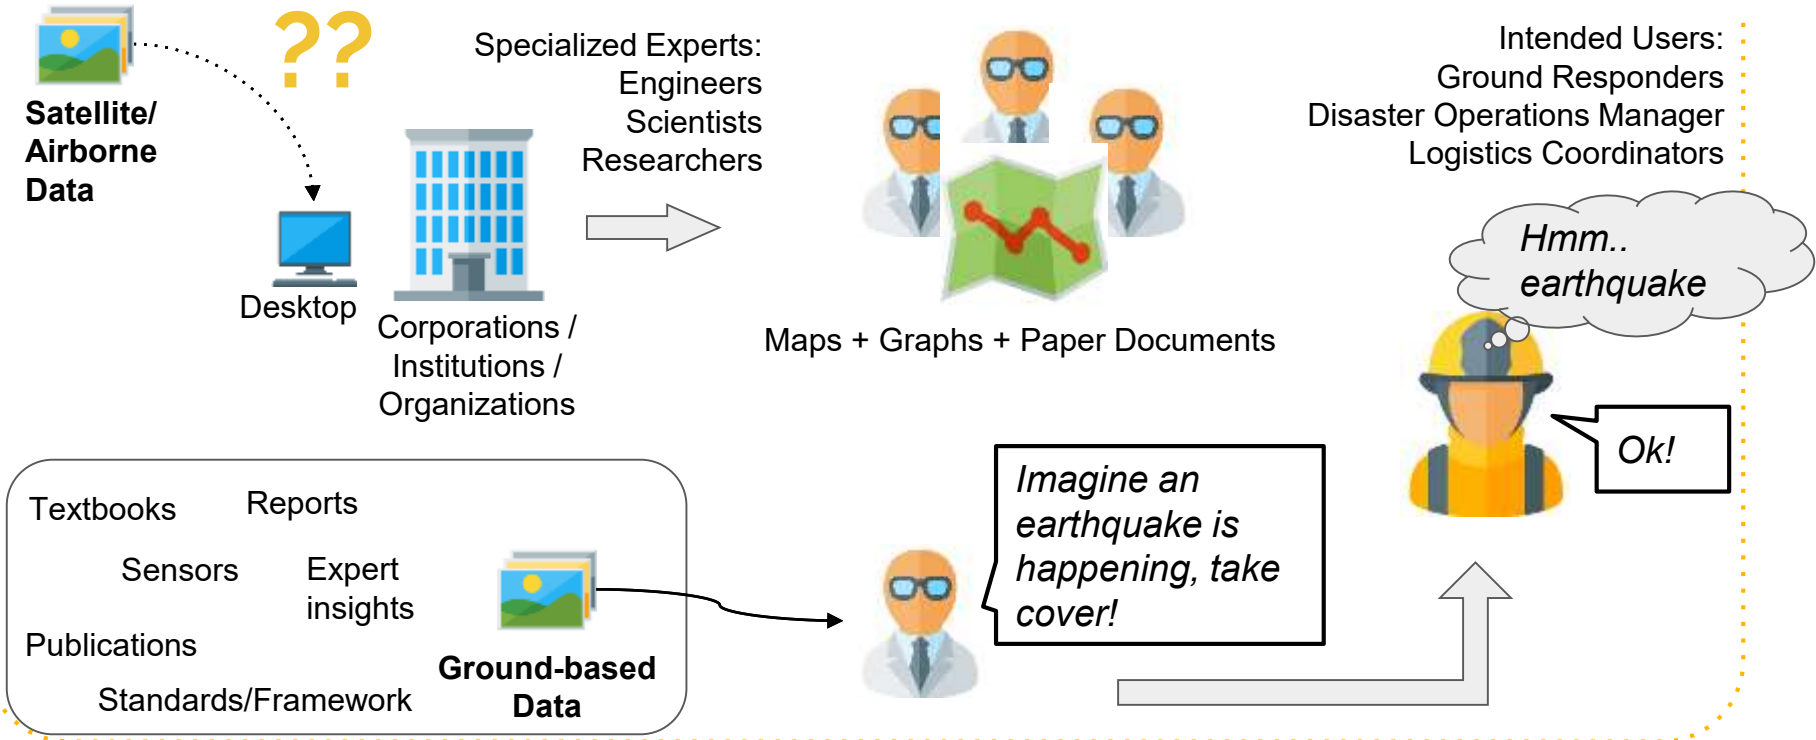 ??
Satellite/
Airborne
Data
Desktop
Corporations /
Institutions /
Organizations
Specialized Experts:
Engineers
Scientists
Researchers
Maps + Graphs + Paper Documents
Intended Users:
Ground Responders
Disaster Operations Manager
Logistics Coordinators
Hmm..
earthquake
Ok!
Textbooks
Reports
Sensors
Expert
insights
Publications
Standards/Framework
Ground-based
Data
Imagine an
earthquake is
happening, take
cover!